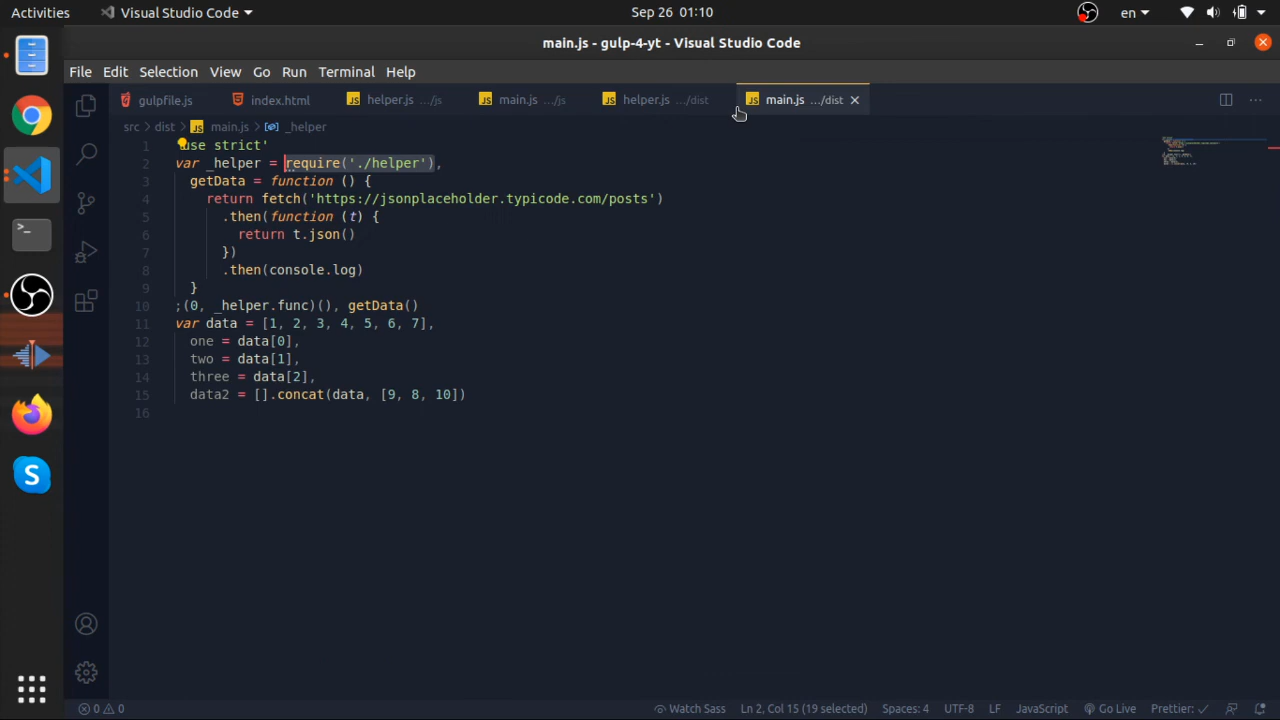 Activities
Visual Studio Code
Sep 26 01:10
en
main.js - gulp-4-yt - Visual Studio Code
File Edit Selection View Go Run Terminal Help
gulpfile.js
index.html
JS helper.js .../js
JS main.js .../js
JS helper.js .../dist
JS main.js .../dist
src dist JS main.js _helper
1 use strict'
2 var _helper = require('./helper'),
3 getData = function () {
4 return fetch('https://jsonplaceholder.typicode.com/posts')
5 .then(function (t) {
6 return t.json()
7 })
8 .then(console.log)
9 }
10 ;(0, _helper.func)(), getData()
11 var data = [1, 2, 3, 4, 5, 6, 7],
12 one = data[0],
13 two = data[1],
14 three = data[2],
15 data2 = [].concat(data, [9, 8, 10])
16
S
0 0
Watch Sass
Ln 2, Col 15 (19 selected)
Spaces: 4
UTF-8
LF
JavaScript
Go Live
Prettier: